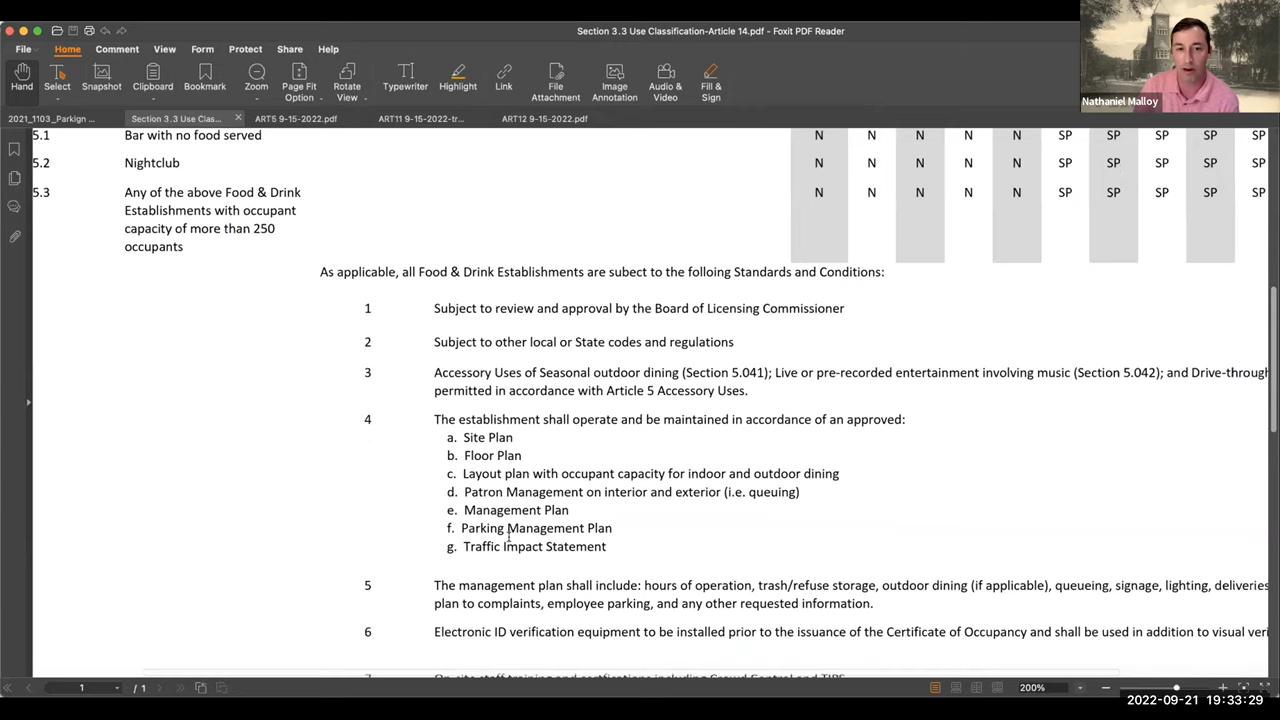 Section 3.3 Use Classification-Article 14.pdf - Foxit PDF Reader
File Home Comment View Form Protect Share Help
Hand Select Snapshot Clipboard Bookmark Zoom Page Fit Option Rotate View Typewriter Highlight Link File Attachment Image Annotation Audio & Video Fill & Sign
Nathaniel Malloy
2021_1103_Parkign ... Section 3.3 Use Clas... ART5 9-15-2022.pdf ART11 9-15-2022-tr... ART12 9-15-2022.pdf
5.1 Bar with no food served N N N N N SP SP SP SP SP
5.2 Nightclub N N N N N SP SP SP SP SP
5.3 Any of the above Food & Drink N N N N N SP SP SP SP SP
Establishments with occupant
capacity of more than 250
occupants
As applicable, all Food & Drink Establishments are subect to the folloing Standards and Conditions:
1 Subject to review and approval by the Board of Licensing Commissioner
2 Subject to other local or State codes and regulations
3 Accessory Uses of Seasonal outdoor dining (Section 5.041); Live or pre-recorded entertainment involving music (Section 5.042); and Drive-through
permitted in accordance with Article 5 Accessory Uses.
4 The establishment shall operate and be maintained in accordance of an approved:
a. Site Plan
b. Floor Plan
c. Layout plan with occupant capacity for indoor and outdoor dining
d. Patron Management on interior and exterior (i.e. queuing)
e. Management Plan
f. Parking Management Plan
g. Traffic Impact Statement
5 The management plan shall include: hours of operation, trash/refuse storage, outdoor dining (if applicable), queueing, signage, lighting, deliveries
plan to complaints, employee parking, and any other requested information.
6 Electronic ID verification equipment to be installed prior to the issuance of the Certificate of Occupancy and shall be used in addition to visual veri
1 / 1 200%
2022-09-21 19:33:29